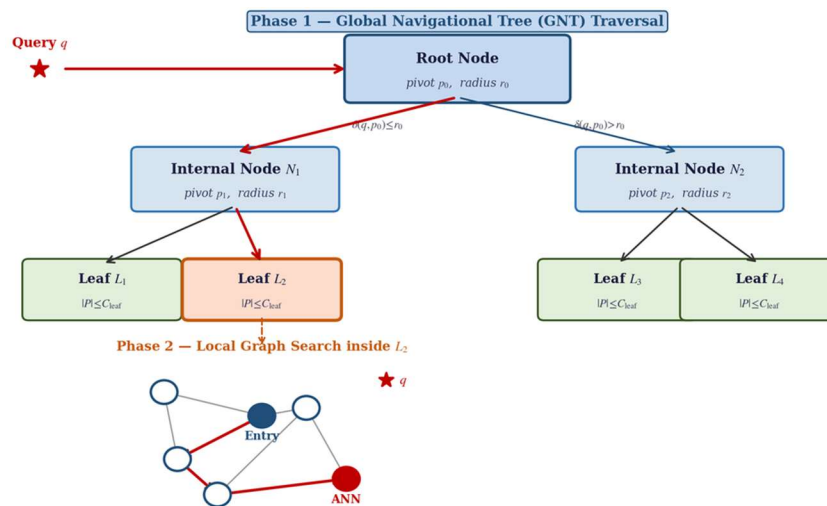 Phase 1 — Global Navigational Tree (GNT) Traversal
Query q
Root Node
pivot p₀, radius r₀
δ(q,p₀)≤r₀
δ(q,p₀)>r₀
Internal Node N₁
pivot p₁, radius r₁
Internal Node N₂
pivot p₂, radius r₂
Leaf L₁
|P|≤C_leaf
Leaf L₂
|P|≤C_leaf
Leaf L₃
|P|≤C_leaf
Leaf L₄
|P|≤C_leaf
Phase 2 — Local Graph Search inside L₂
q
Entry
ANN